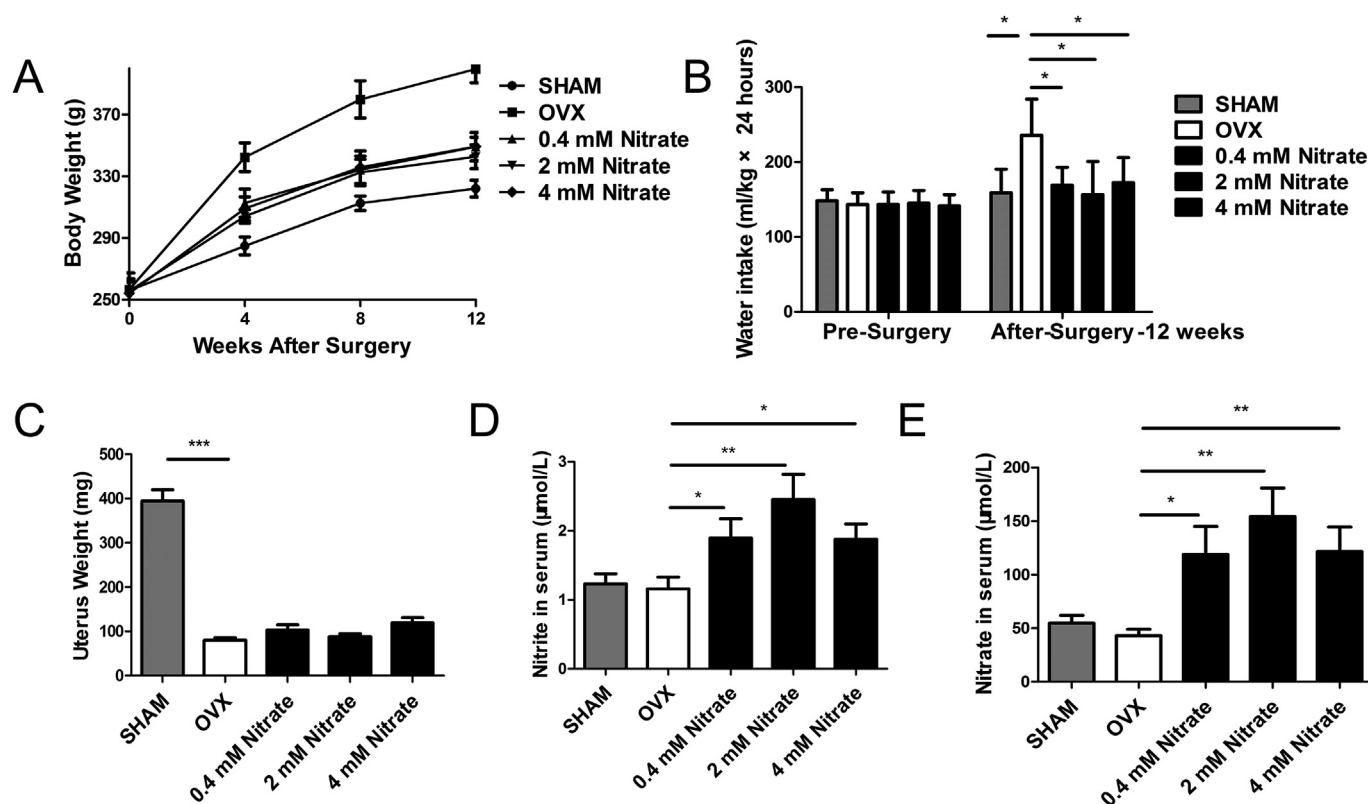 A
Body Weight (g)
370
330
290
250
0
4
8
12
Weeks After Surgery
SHAM
OVX
0.4 mM Nitrate
2 mM Nitrate
4 mM Nitrate
B
Water intake (ml/kg × 24 hours)
300
200
100
0
*
*
*
*
Pre-Surgery
After-Surgery -12 weeks
SHAM
OVX
0.4 mM Nitrate
2 mM Nitrate
4 mM Nitrate
C
Uterus Weight (mg)
500
400
300
200
100
0
***
SHAM
OVX
0.4 mM Nitrate
2 mM Nitrate
4 mM Nitrate
D
Nitrite in serum (μmol/L)
3
2
1
0
*
**
*
SHAM
OVX
0.4 mM Nitrate
2 mM Nitrate
4 mM Nitrate
E
Nitrate in serum (μmol/L)
200
150
100
50
0
**
**
*
SHAM
OVX
0.4 mM Nitrate
2 mM Nitrate
4 mM Nitrate